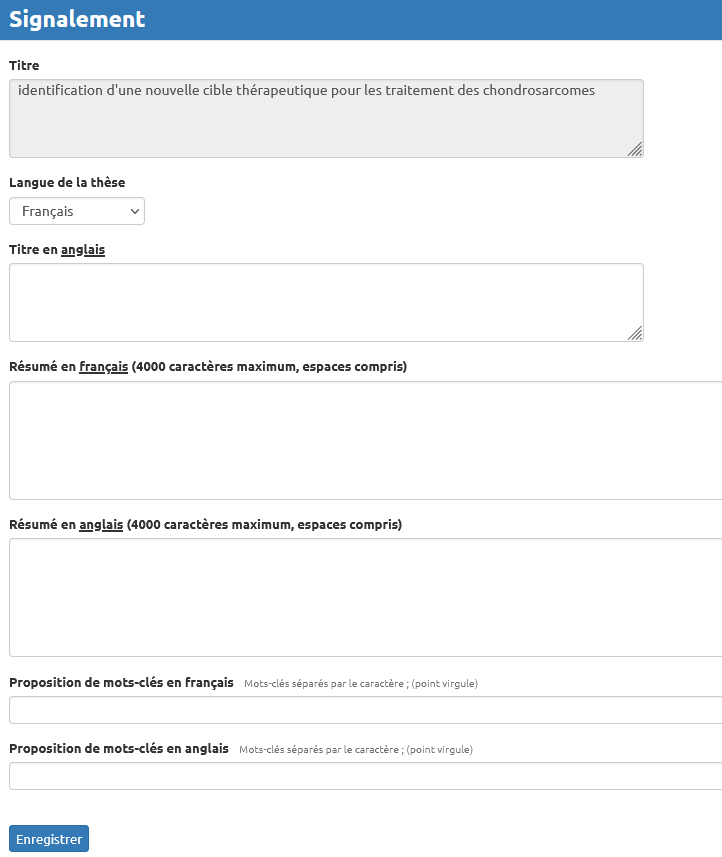 Signalement
Titre
identification d'une nouvelle cible thérapeutique pour les traitement des chondrosarcomes
Langue de la thèse
Français
Titre en anglais
Résumé en français (4000 caractères maximum, espaces compris)
Résumé en anglais (4000 caractères maximum, espaces compris)
Proposition de mots-clés en français Mots-clés séparés par le caractère ; (point virgule)
Proposition de mots-clés en anglais Mots-clés séparés par le caractère ; (point virgule)
Enregistrer